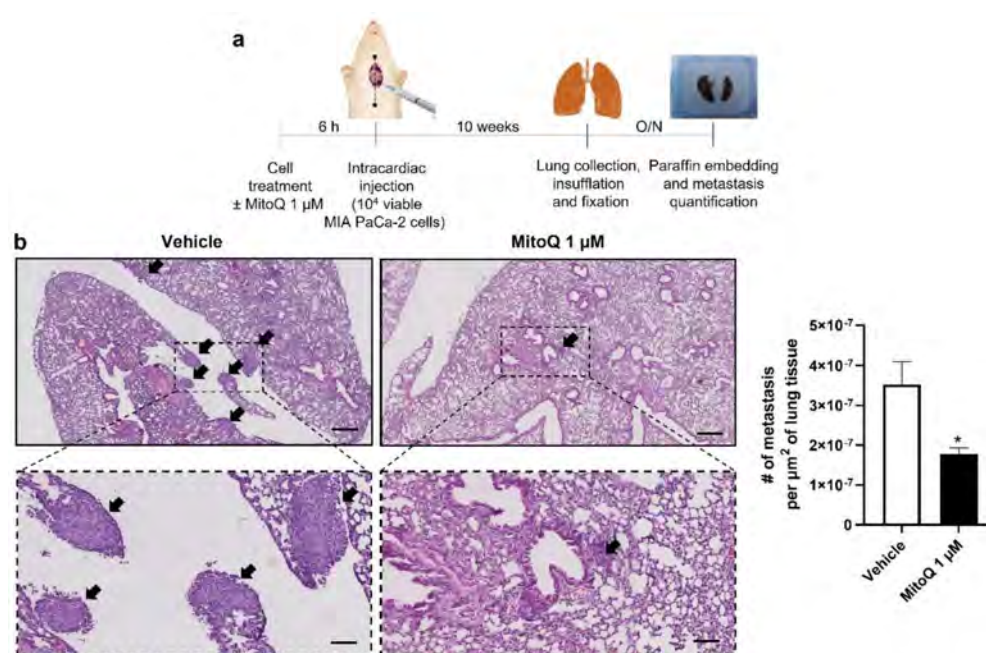 a
6 h
10 weeks
O/N
Cell
treatment
± MitoQ 1 µM
Intracardiac
injection
(10⁴ viable
MIA PaCa-2 cells)
Lung collection,
insufflation
and fixation
Paraffin embedding
and metastasis
quantification
b
Vehicle
MitoQ 1 µM
# of metastasis
per µm² of lung tissue
5×10⁻⁷
4×10⁻⁷
3×10⁻⁷
2×10⁻⁷
1×10⁻⁷
0
*
Vehicle
MitoQ 1 µM